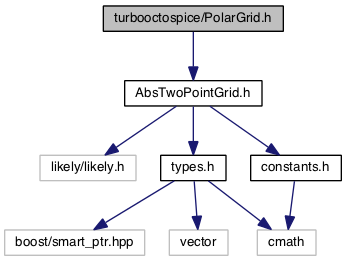 turbooctospice/PolarGrid.h
AbsTwoPointGrid.h
likely/likely.h
types.h
constants.h
boost/smart_ptr.hpp
vector
cmath